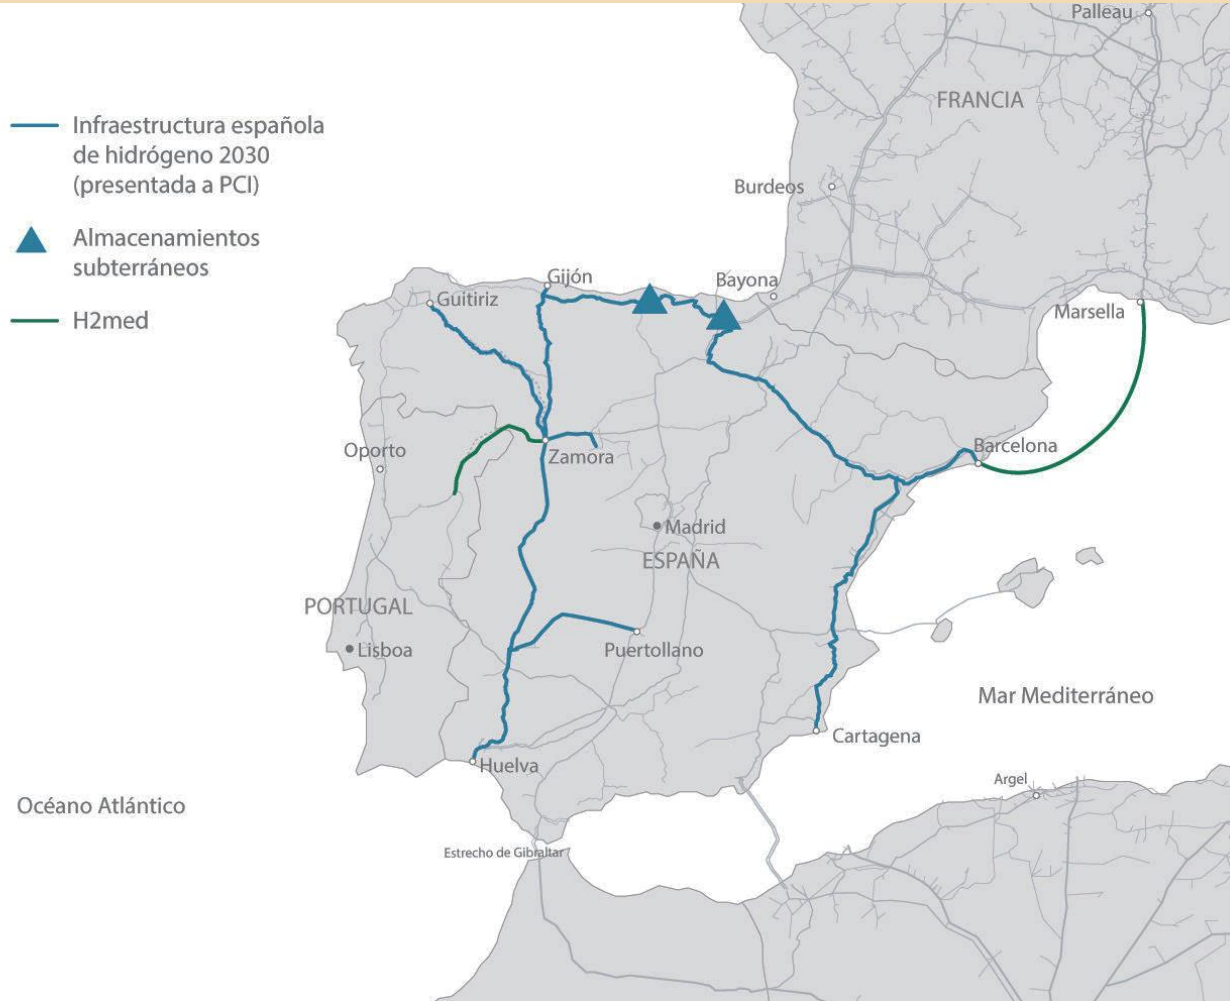 Palleau
FRANCIA
Infraestructura española
de hidrógeno 2030
(presentada a PCI)
Burdeos
Almacenamientos
subterráneos
Gijón
Bayona
Guitiriz
H2med
Marsella
Oporto
Zamora
Barcelona
Madrid
ESPAÑA
PORTUGAL
Lisboa
Puertollano
Mar Mediterráneo
Cartagena
Huelva
Argel
Océano Atlántico
Estrecho de Gibraltar